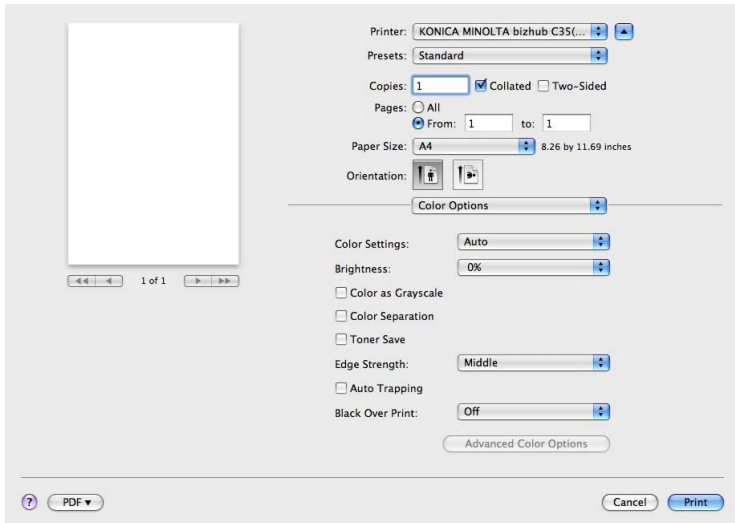 Printer: KONICA MINOLTA bizhub C35(...
Presets: Standard
Copies: 1 Collated Two-Sided
Pages: All
From: 1 to: 1
Paper Size: A4 8.26 by 11.69 inches
Orientation:
Color Options
Color Settings: Auto
Brightness: 0%
1 of 1
Color as Grayscale
Color Separation
Toner Save
Edge Strength: Middle
Auto Trapping
Black Over Print: Off
Advanced Color Options
? PDF Cancel Print